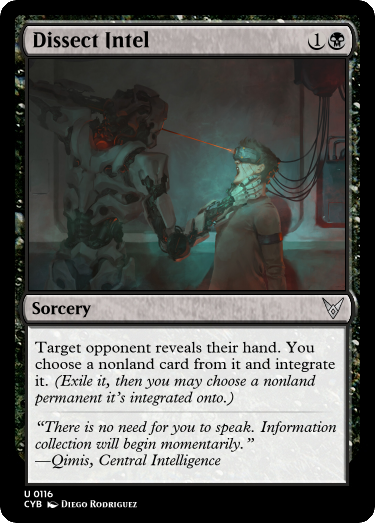 Dissect Intel 1
Sorcery
Target opponent reveals their hand. You
choose a nonland card from it and integrate
it. (Exile it, then you may choose a nonland
permanent it's integrated onto.)
“There is no need for you to speak. Information
collection will begin momentarily.”
—Qimis, Central Intelligence
U 0116
CYB Diego Rodriguez